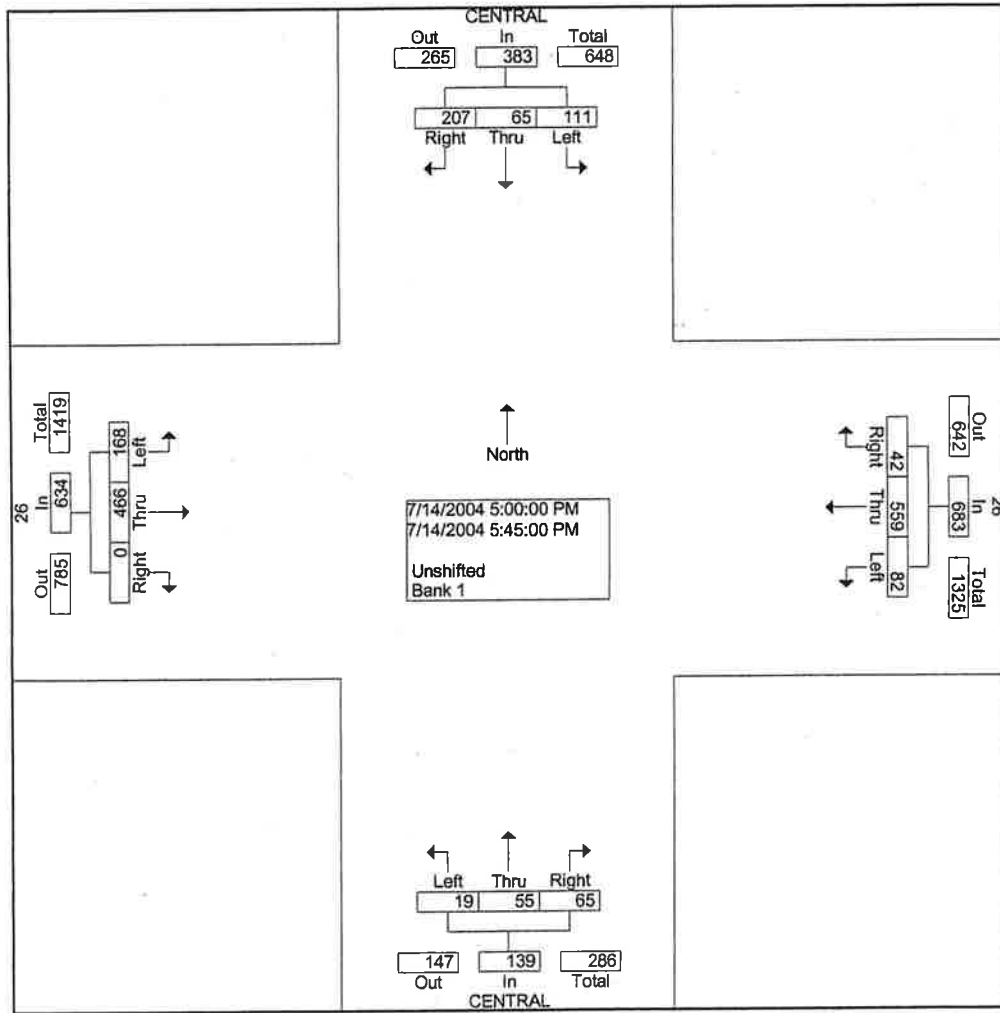 CENTRAL
Out In Total
265 383 648
207 65 111
Right Thru Left
Total 1419
In 634
Out 785
26
168 466 0
Left Thru Right
North
7/14/2004 5:00:00 PM
7/14/2004 5:45:00 PM
Unshifted
Bank 1
Right Thru Left
42 559 82
Out 642
In 683
Total 1325
Left Thru Right
19 55 65
147 139 286
Out In Total
CENTRAL